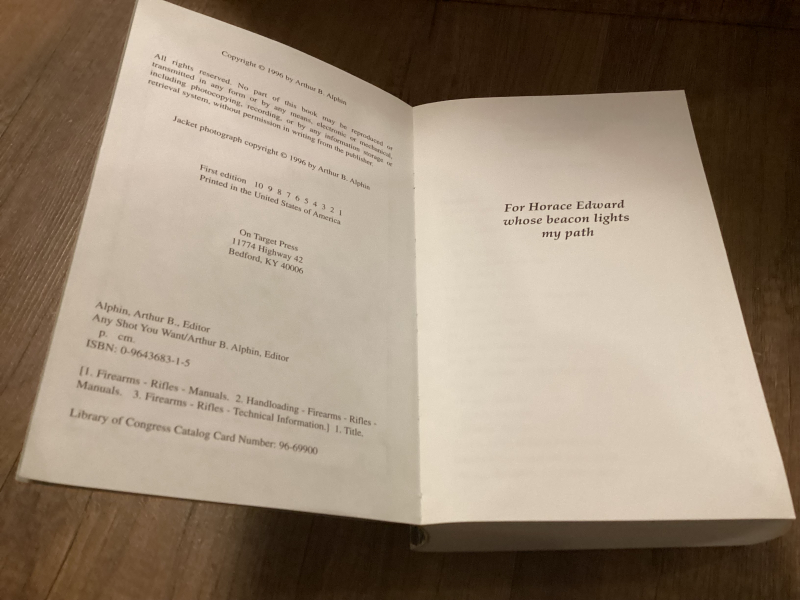 Copyright © 1996 by Arthur B. Alphin
All rights reserved. No part of this book may be reproduced or
transmitted in any form or by any means, electronic or mechanical,
including photocopying, recording, or by any information storage or
retrieval system, without permission in writing from the publisher.
Jacket photograph copyright © 1996 by Arthur B. Alphin
First edition 10 9 8 7 6 5 4 3 2 1
Printed in the United States of America
On Target Press
11774 Highway 42
Bedford, KY 40006
Alphin, Arthur B., Editor
Any Shot You Want/Arthur B. Alphin, Editor
p. cm.
ISBN: 0-9643683-1-5
[1. Firearms - Rifles - Manuals. 2. Handloading - Firearms - Rifles -
Manuals. 3. Firearms - Rifles - Technical Information.] 1. Title.
Library of Congress Catalog Card Number: 96-69900
For Horace Edward
whose beacon lights
my path